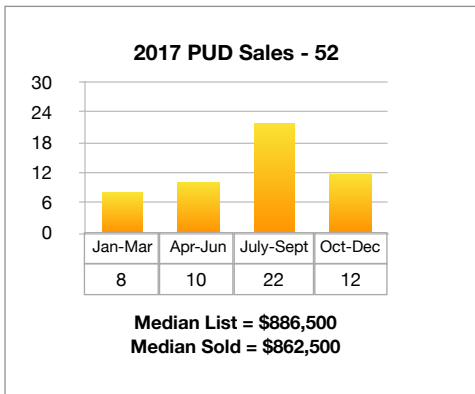 2017 PUD Sales - 52
30
24
18
12
6
0
Jan-Mar Apr-Jun July-Sept Oct-Dec
8 10 22 12
Median List = $886,500
Median Sold = $862,500